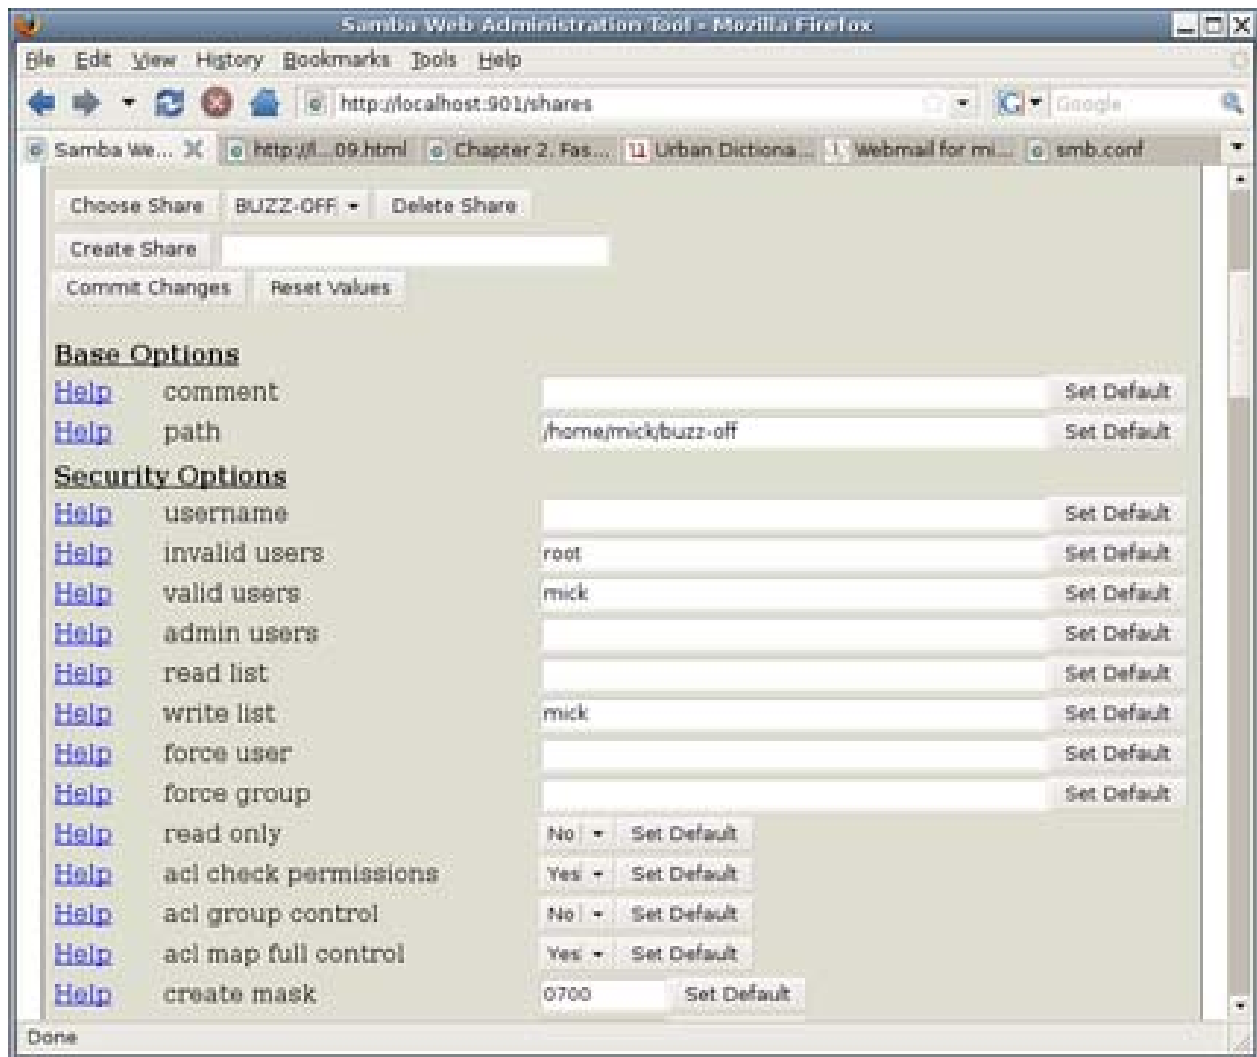 Samba Web Administration Tool - Mozilla Firefox
File Edit View History Bookmarks Tools Help
http://localhost:901/shares
Google
Samba We... http://l...09.html Chapter 2. Fas... Urban Dictiona... Webmail for mi... smb.conf
Choose Share BUZZ-OFF Delete Share
Create Share
Commit Changes Reset Values
Base Options
Help comment Set Default
Help path /home/mick/buzz-off Set Default
Security Options
Help username Set Default
Help invalid users root Set Default
Help valid users mick Set Default
Help admin users Set Default
Help read list Set Default
Help write list mick Set Default
Help force user Set Default
Help force group Set Default
Help read only No Set Default
Help acl check permissions Yes Set Default
Help acl group control No Set Default
Help acl map full control Yes Set Default
Help create mask 0700 Set Default
Done